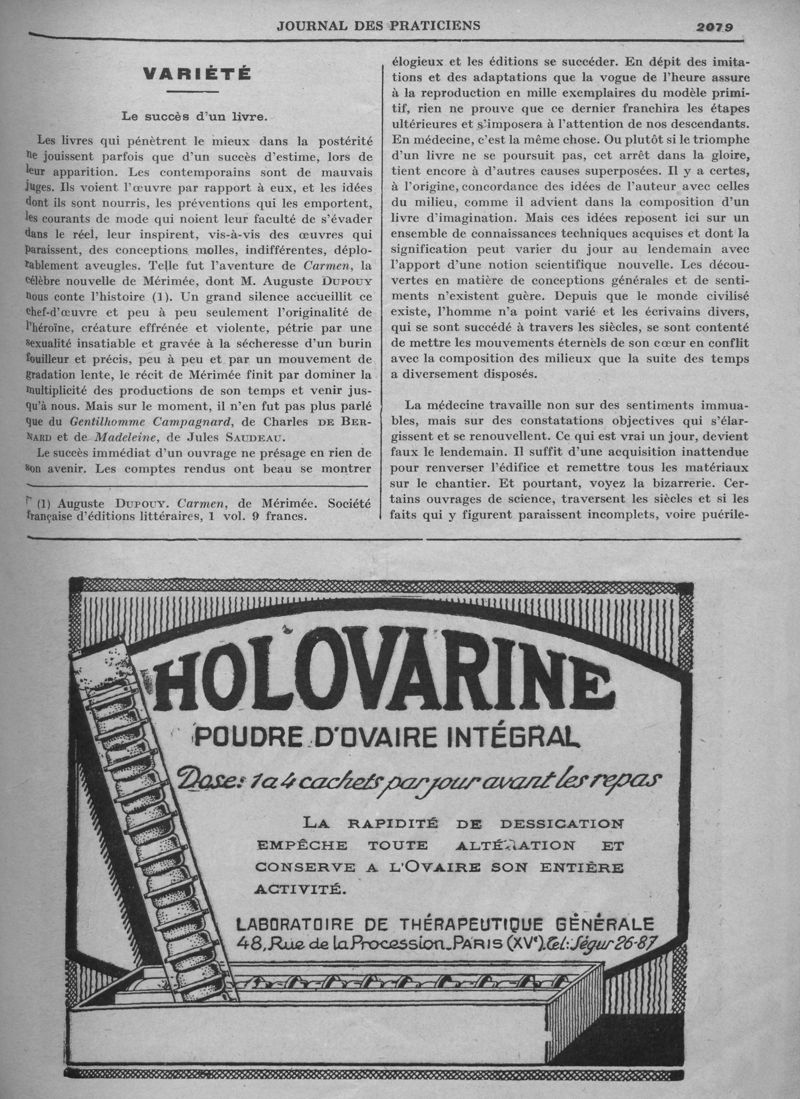 JOURNAL DES PRATICIENS 2079
VARIÉTÉ
Le succès d'un livre.
Les livres qui pénètrent le mieux dans la postérité
ne jouissent parfois que d'un succès d'estime, lors de
leur apparition. Les contemporains sont de mauvais
juges. Ils voient l'œuvre par rapport à eux, et les idées
dont ils sont nourris, les préventions qui les emportent,
les courants de mode qui noient leur faculté de s'évader
dans le réel, leur inspirent, vis-à-vis des œuvres qui
paraissent, des conceptions molles, indifférentes, déplo-
rablement aveugles. Telle fut l'aventure de Carmen, la
célèbre nouvelle de Mérimée, dont M. Auguste DUPOUY
nous conte l'histoire (1). Un grand silence accueillit ce
chef-d'œuvre et peu à peu seulement l'originalité de
l'héroïne, créature effrénée et violente, pétrie par une
sexualité insatiable et gravée à la sécheresse d'un burin
fouilleur et précis, peu à peu et par un mouvement de
gradation lente, le récit de Mérimée finit par dominer la
multiplicité des productions de son temps et venir jus-
qu'à nous. Mais sur le moment, il n'en fut pas plus parlé
que du Gentilhomme Campagnard, de Charles DE BER-
NARD et de Madeleine, de Jules SAUDEAU.
Le succès immédiat d'un ouvrage ne présage en rien de
son avenir. Les comptes rendus ont beau se montrer
(1) Auguste DUPOUY. Carmen, de Mérimée. Société
française d'éditions littéraires, 1 vol. 9 francs.
élogieux et les éditions se succéder. En dépit des imita-
tions et des adaptations que la vogue de l'heure assure
à la reproduction en mille exemplaires du modèle primi-
tif, rien ne prouve que ce dernier franchira les étapes
ultérieures et s'imposera à l'attention de nos descendants.
En médecine, c'est la même chose. Ou plutôt si le triomphe
d'un livre ne se poursuit pas, cet arrêt dans la gloire,
tient encore à d'autres causes superposées. Il y a certes,
à l'origine, concordance des idées de l'auteur avec celles
du milieu, comme il advient dans la composition d'un
livre d'imagination. Mais ces idées reposent ici sur un
ensemble de connaissances techniques acquises et dont la
signification peut varier du jour au lendemain avec
l'apport d'une notion scientifique nouvelle. Les décou-
vertes en matière de conceptions générales et de senti-
ments n'existent guère. Depuis que le monde civilisé
existe, l'homme n'a point varié et les écrivains divers,
qui se sont succédé à travers les siècles, se sont contenté
de mettre les mouvements éternels de son cœur en conflit
avec la composition des milieux que la suite des temps
a diversement disposés.
La médecine travaille non sur des sentiments immua-
bles, mais sur des constatations objectives qui s'élar-
gissent et se renouvellent. Ce qui est vrai un jour, devient
faux le lendemain. Il suffit d'une acquisition inattendue
pour renverser l'édifice et remettre tous les matériaux
sur le chantier. Et pourtant, voyez la bizarrerie. Cer-
tains ouvrages de science, traversent les siècles et si les
faits qui y figurent paraissent incomplets, voire puérile-
HOLOVARINE
POUDRE D'OVAIRE INTÉGRAL
Dose: 1 a 4 cachets par jour avant les repas
LA RAPIDITÉ DE DESSICATION
EMPÊCHE TOUTE ALTÉRATION ET
CONSERVE A L'OVAIRE SON ENTIÈRE
ACTIVITÉ.
LABORATOIRE DE THÉRAPEUTIQUE GÉNÉRALE
48, Rue de la Procession_PARIS (XVe). Tel: Ségur 26-87